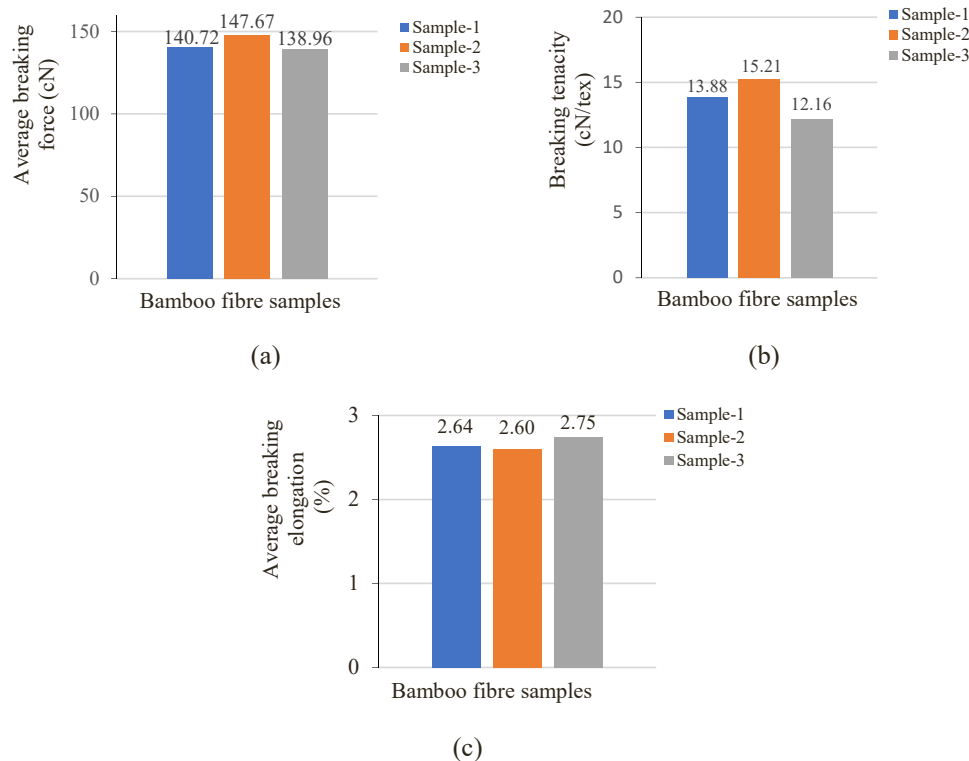 Average breaking
force (cN)
150
100
50
0
140.72
147.67
138.96
Sample-1
Sample-2
Sample-3
Bamboo fibre samples
(a)
Breaking tenacity
(cN/tex)
20
15
10
5
0
13.88
15.21
12.16
Sample-1
Sample-2
Sample-3
Bamboo fibre samples
(b)
Average breaking
elongation
(%)
3
2
1
0
2.64
2.60
2.75
Sample-1
Sample-2
Sample-3
Bamboo fibre samples
(c)